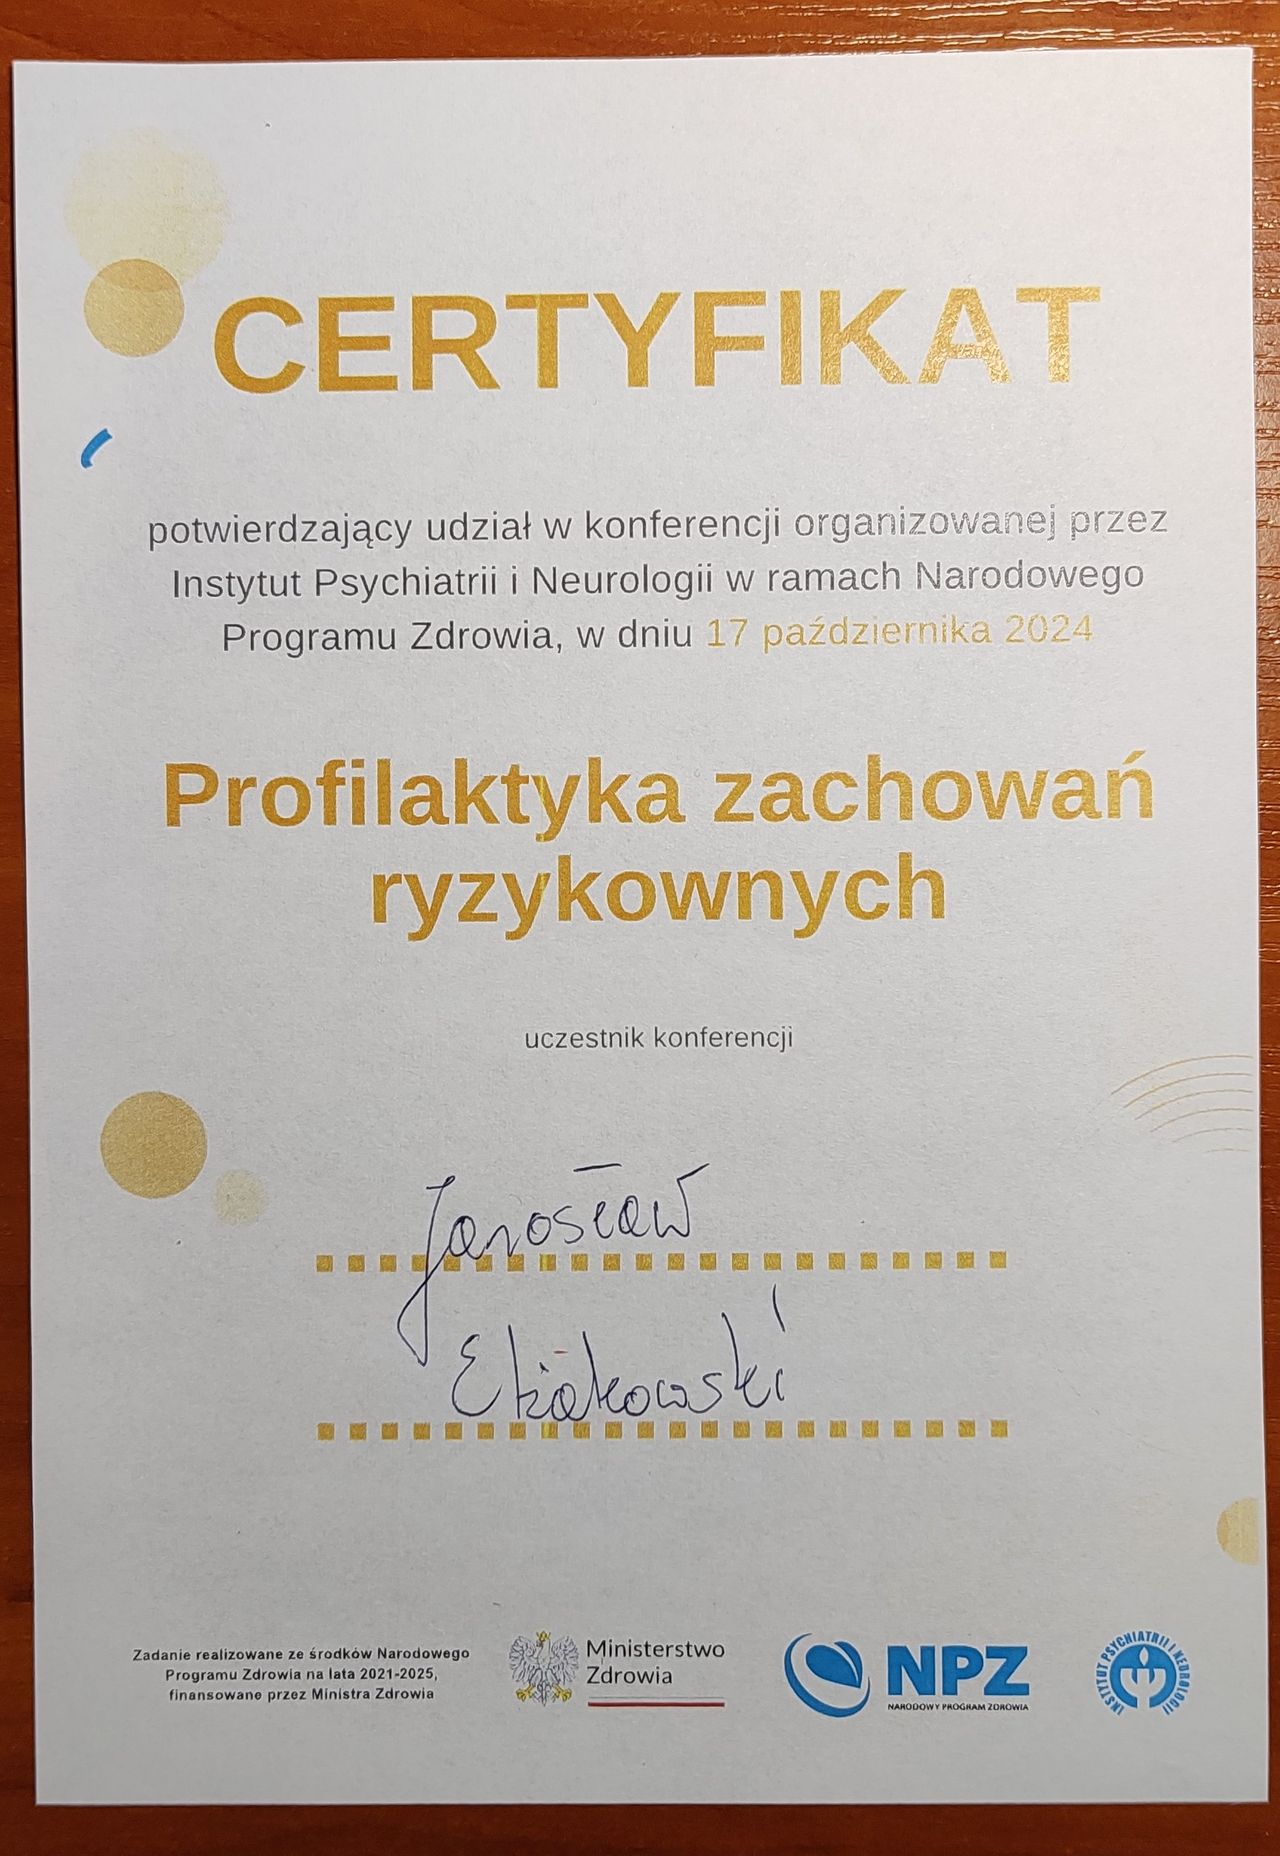 CERTYFIKAT
potwierdzający udział w konferencji organizowanej przez
Instytut Psychiatrii i Neurologii w ramach Narodowego
Programu Zdrowia, w dniu 17 października 2024
Profilaktyka zachowań
ryzykownych
uczestnik konferencji
Jarosław
Zadanie realizowane ze środków Narodowego
Programu Zdrowia na lata 2021-2025,
finansowane przez Ministra Zdrowia
Ministerstwo
Zdrowia
NPZ
NARODOWY PROGRAM ZDROWIA
INSTYTUT PSYCHIATRII I NEUROLOGII